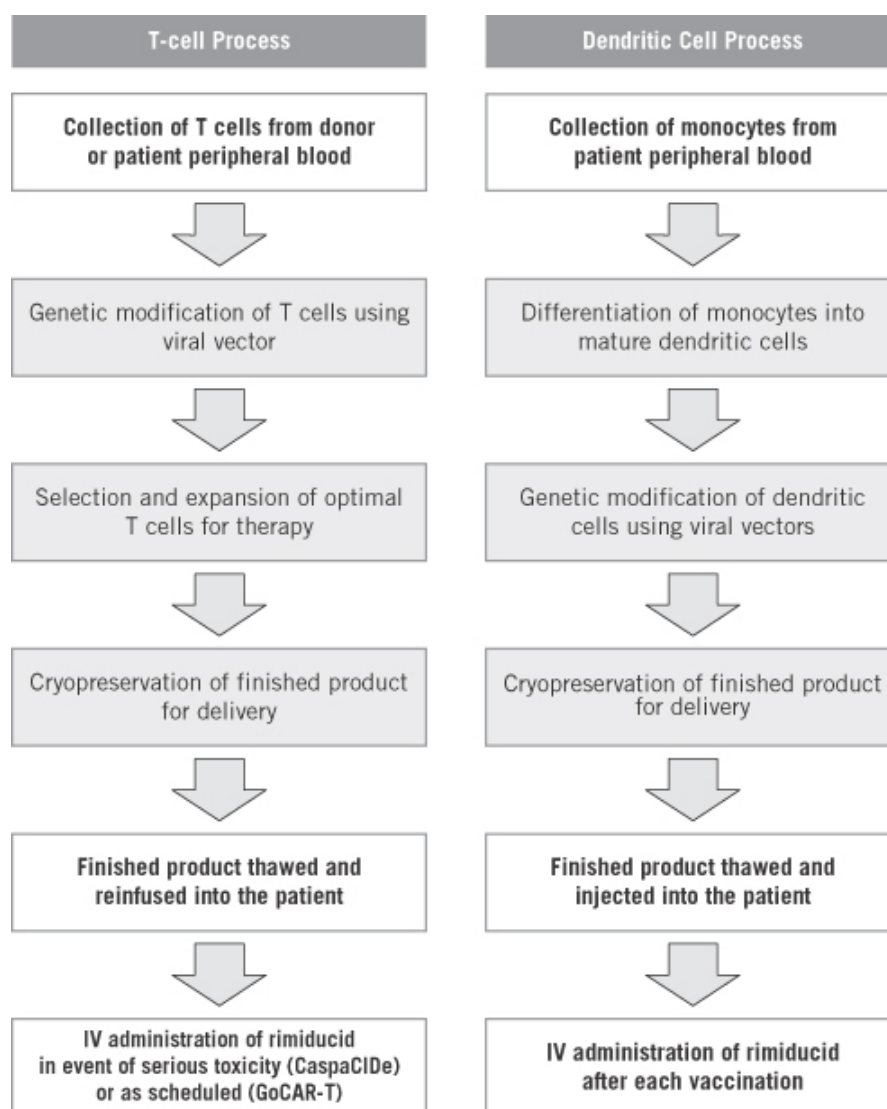 T-cell Process
Collection of T cells from donor
or patient peripheral blood
Genetic modification of T cells using
viral vector
Selection and expansion of optimal
T cells for therapy
Cryopreservation of finished product
for delivery
Finished product thawed and
reinfused into the patient
IV administration of rimiducid
in event of serious toxicity (CaspaCIDe)
or as scheduled (GoCAR-T)
Dendritic Cell Process
Collection of monocytes from
patient peripheral blood
Differentiation of monocytes into
mature dendritic cells
Genetic modification of dendritic
cells using viral vectors
Cryopreservation of finished product
for delivery
Finished product thawed and
injected into the patient
IV administration of rimiducid
after each vaccination